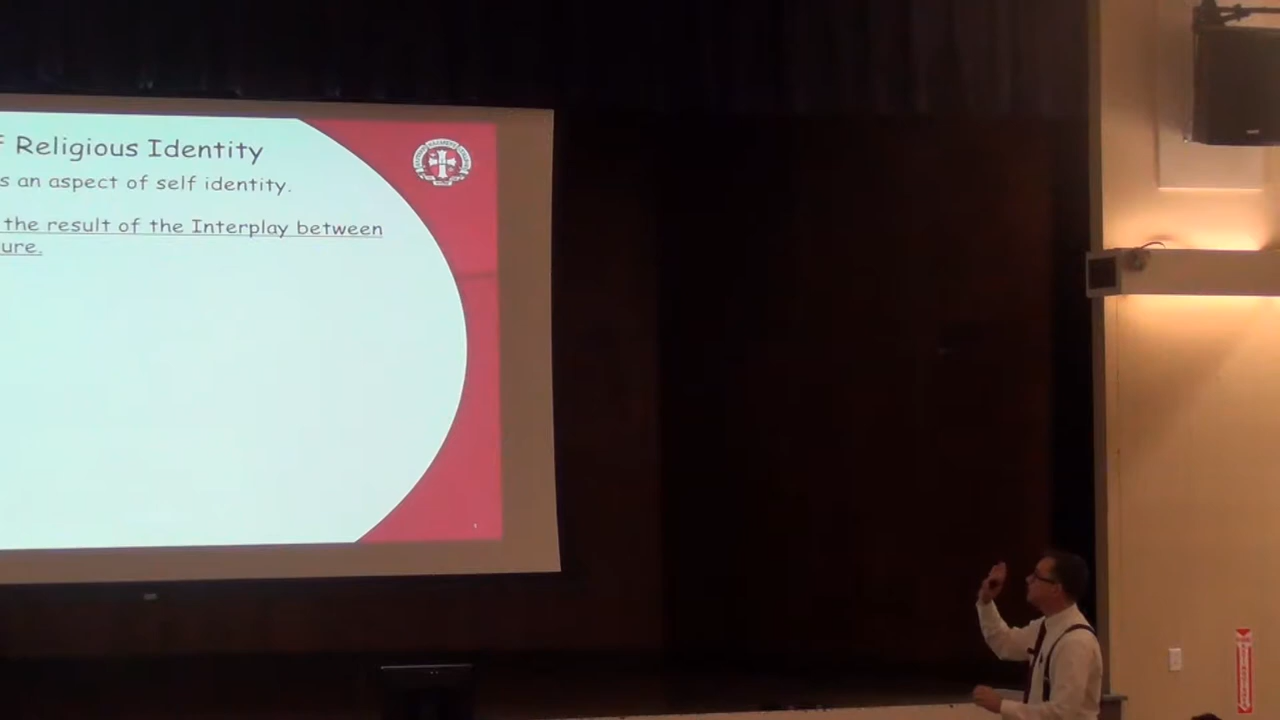 f Religious Identity
s an aspect of self identity.
the result of the Interplay between
ure.